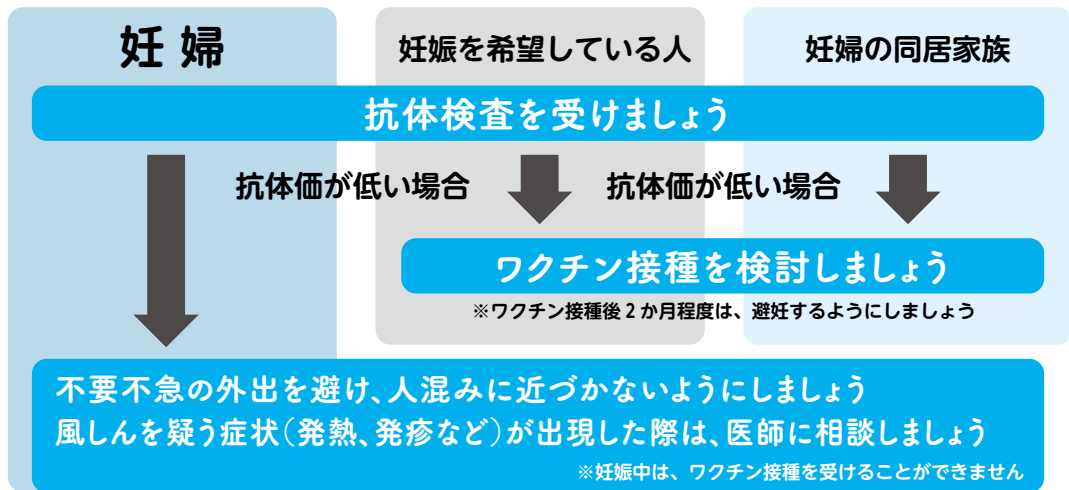 妊婦
妊娠を希望している人
妊婦の同居家族
抗体検査を受けましょう
抗体価が低い場合
抗体価が低い場合
ワクチン接種を検討しましょう
※ワクチン接種後2か月程度は、避妊するようにしましょう
不要不急の外出を避け、人混みに近づかないようにしましょう
風しんを疑う症状(発熱、発疹など)が出現した際は、医師に相談しましょう
※妊娠中は、ワクチン接種を受けることができません